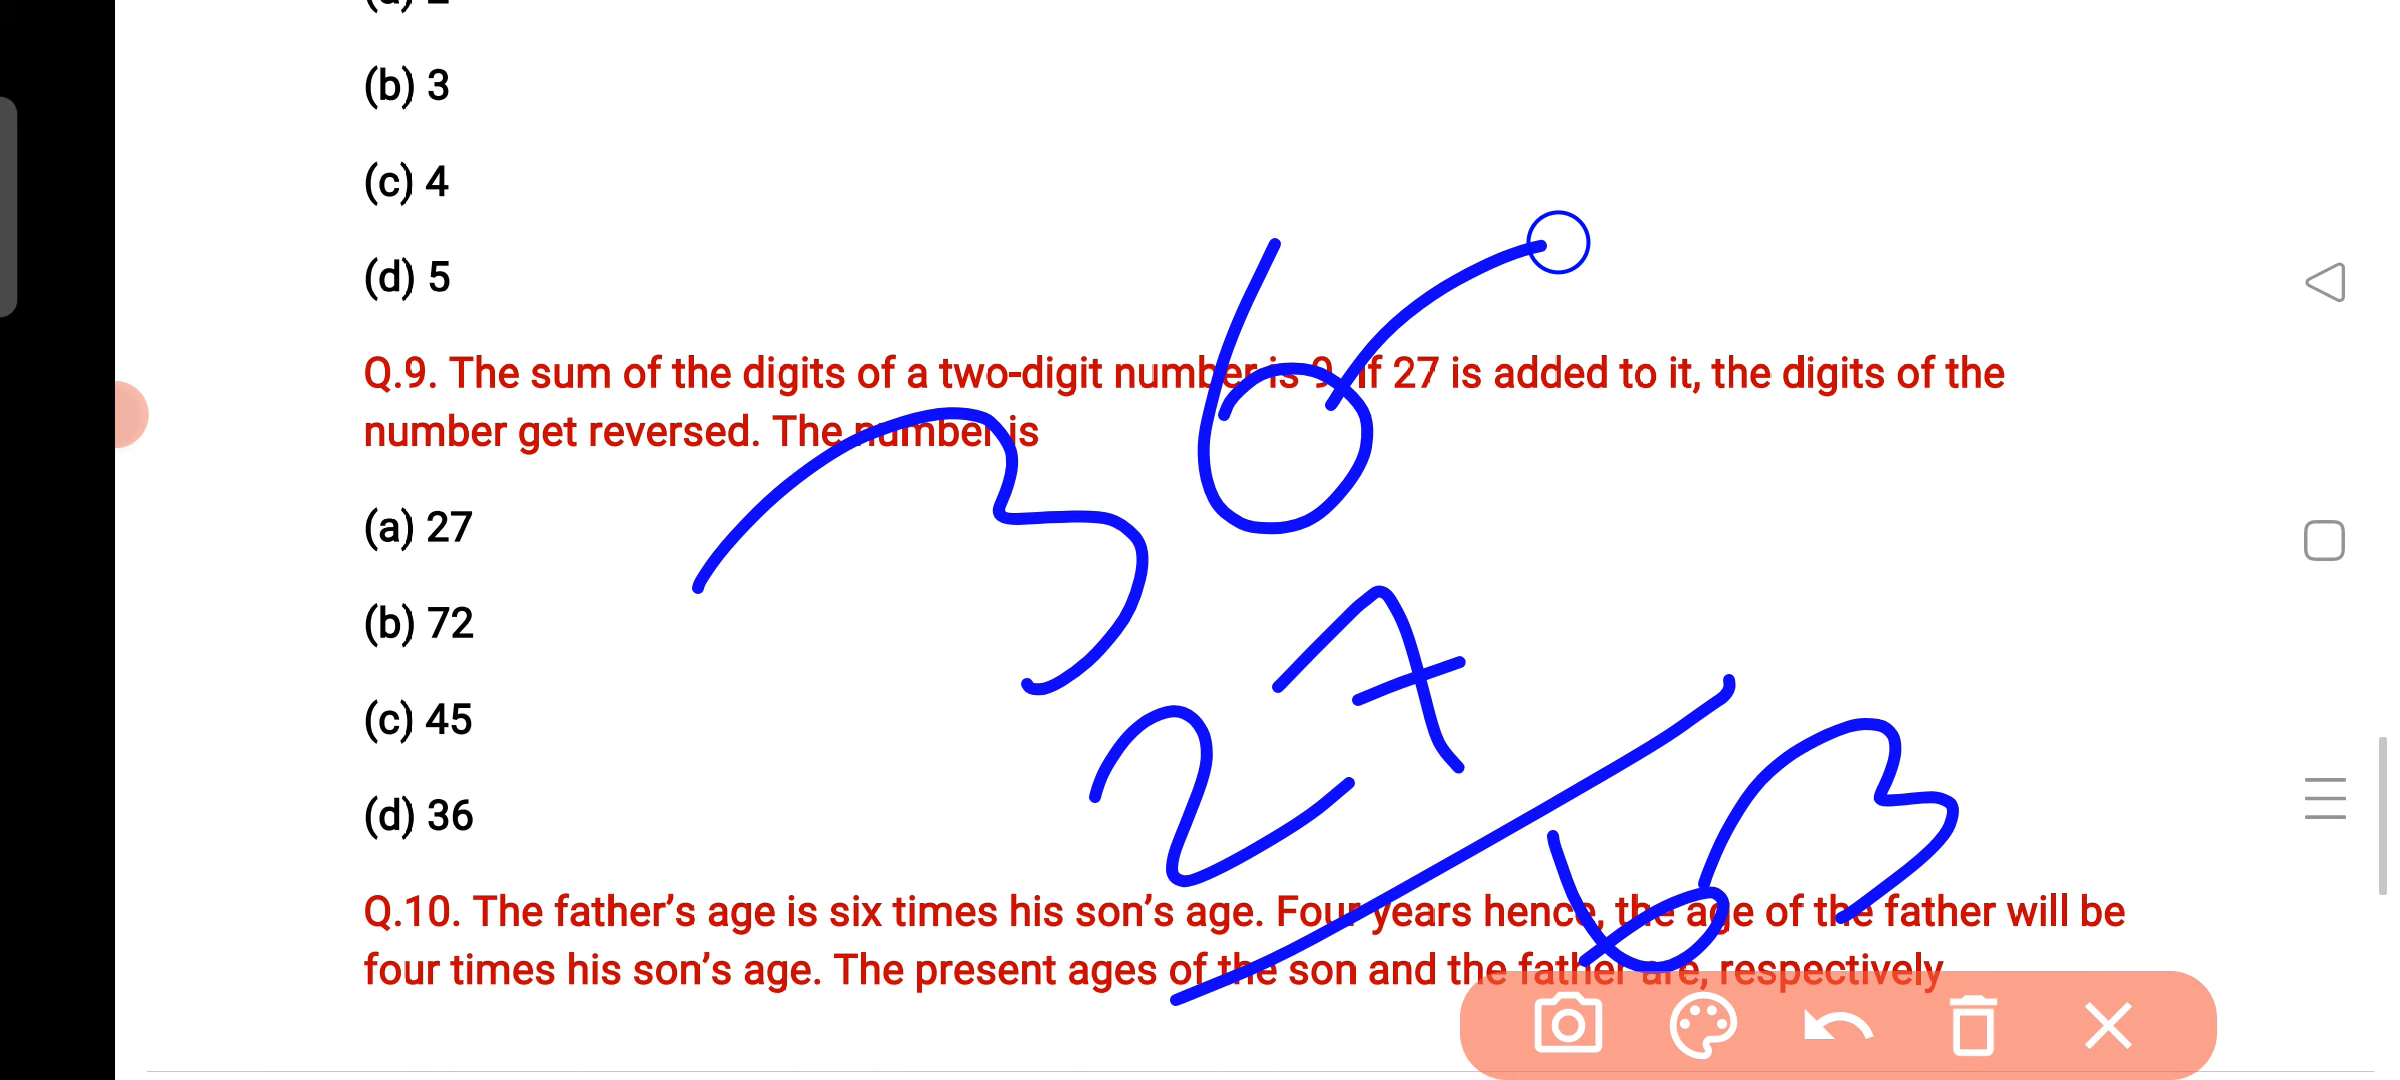 (b) 3
(c) 4
(d) 5
Q.9. The sum of the digits of a two-digit number is 9. If 27 is added to it, the digits of the
number get reversed. The number is
(a) 27
(b) 72
(c) 45
(d) 36
36
27
63
Q.10. The father's age is six times his son's age. Four years hence, the age of the father will be
four times his son's age. The present ages of the son and the father are, respectively